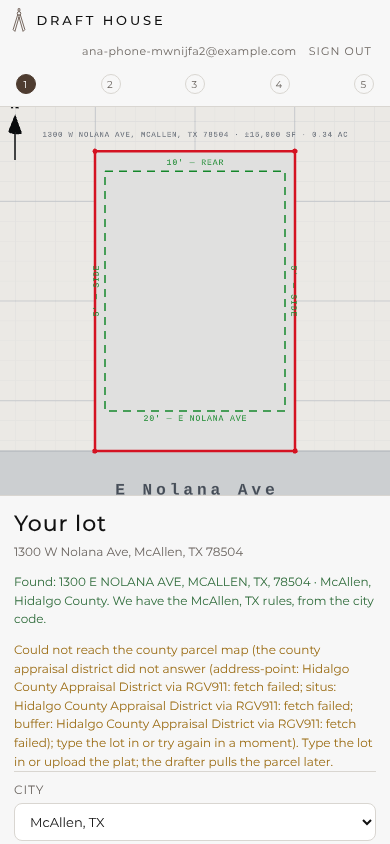 DRAFT HOUSE
ana-phone-mwnijfa2@example.com SIGN OUT
1 2 3 4 5
1300 W NOLANA AVE, MCALLEN, TX 78504 · ±15,000 SF · 0.34 AC
10' — REAR
20' — E NOLANA AVE
E Nolana Ave
Your lot
1300 W Nolana Ave, McAllen, TX 78504
Found: 1300 E NOLANA AVE, MCALLEN, TX, 78504 · McAllen,
Hidalgo County. We have the McAllen, TX rules, from the city
code.
Could not reach the county parcel map (the county
appraisal district did not answer (address-point: Hidalgo
County Appraisal District via RGV911: fetch failed; situs:
Hidalgo County Appraisal District via RGV911: fetch failed;
buffer: Hidalgo County Appraisal District via RGV911: fetch
failed); type the lot in or try again in a moment). Type the lot
in or upload the plat; the drafter pulls the parcel later.
CITY
McAllen, TX